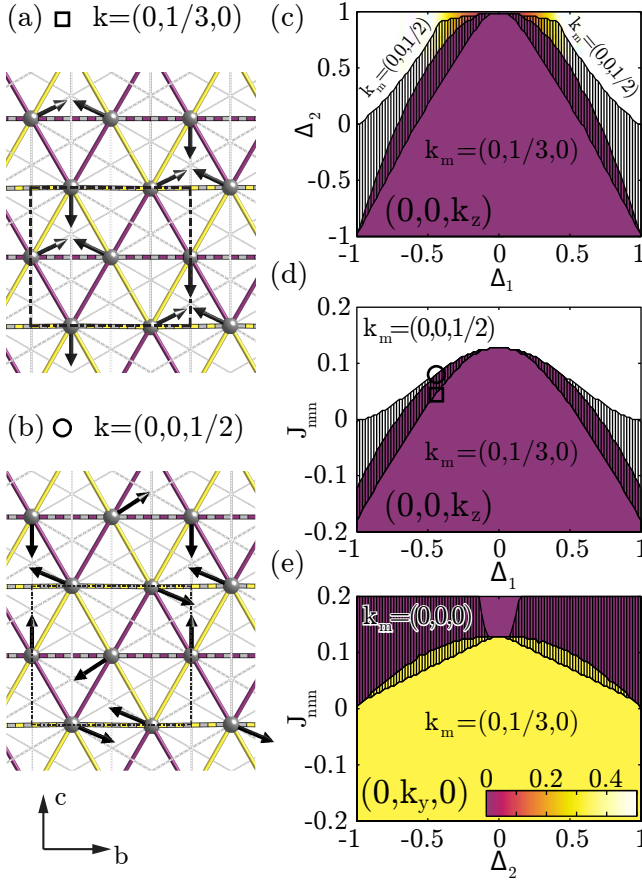 (a) □ k=(0,1/3,0)
(b) ○ k=(0,0,1/2)
c
b
(c)
1
0.5
0
-0.5
-1
Δ₂
k_m=(0,0,1/2)
k_m=(0,0,1/2)
k_m=(0,1/3,0)
(0,0,k_z)
-1 -0.5 0 0.5 1
Δ₁
(d)
0.2
0.1
0
-0.1
-0.2
J_nnn
k_m=(0,0,1/2)
k_m=(0,1/3,0)
(0,0,k_z)
-1 -0.5 0 0.5 1
Δ₁
(e)
0.2
0.1
0
0.1
-0.2
J_nnn
k_m=(0,0,0)
k_m=(0,1/3,0)
(0,k_y,0)
0 0.2 0.4
-1 -0.5 0 0.5 1
Δ₂